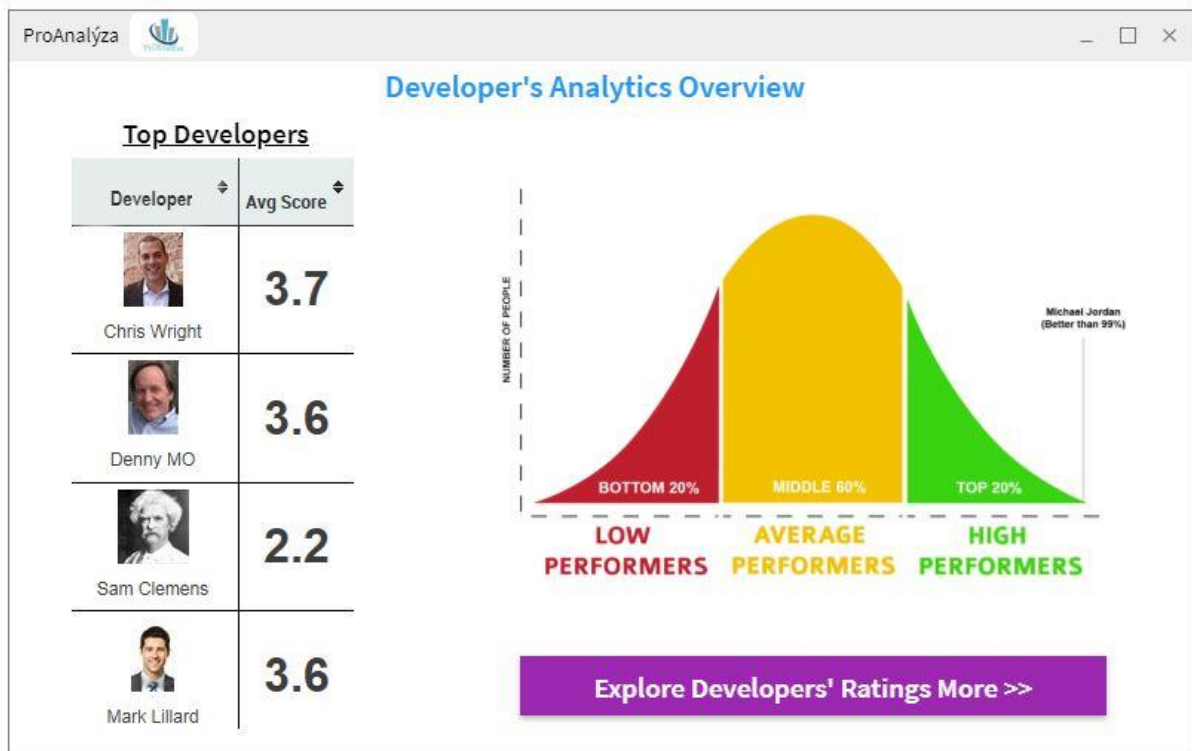 ProAnalýza
Developer's Analytics Overview
Top Developers
Developer
Avg Score
Chris Wright
3.7
Denny MO
3.6
Sam Clemens
2.2
Mark Lillard
3.6
NUMBER OF PEOPLE
Michael Jordan
(Better than 99%)
BOTTOM 20%
MIDDLE 60%
TOP 20%
LOW
PERFORMERS
AVERAGE
PERFORMERS
HIGH
PERFORMERS
Explore Developers' Ratings More >>